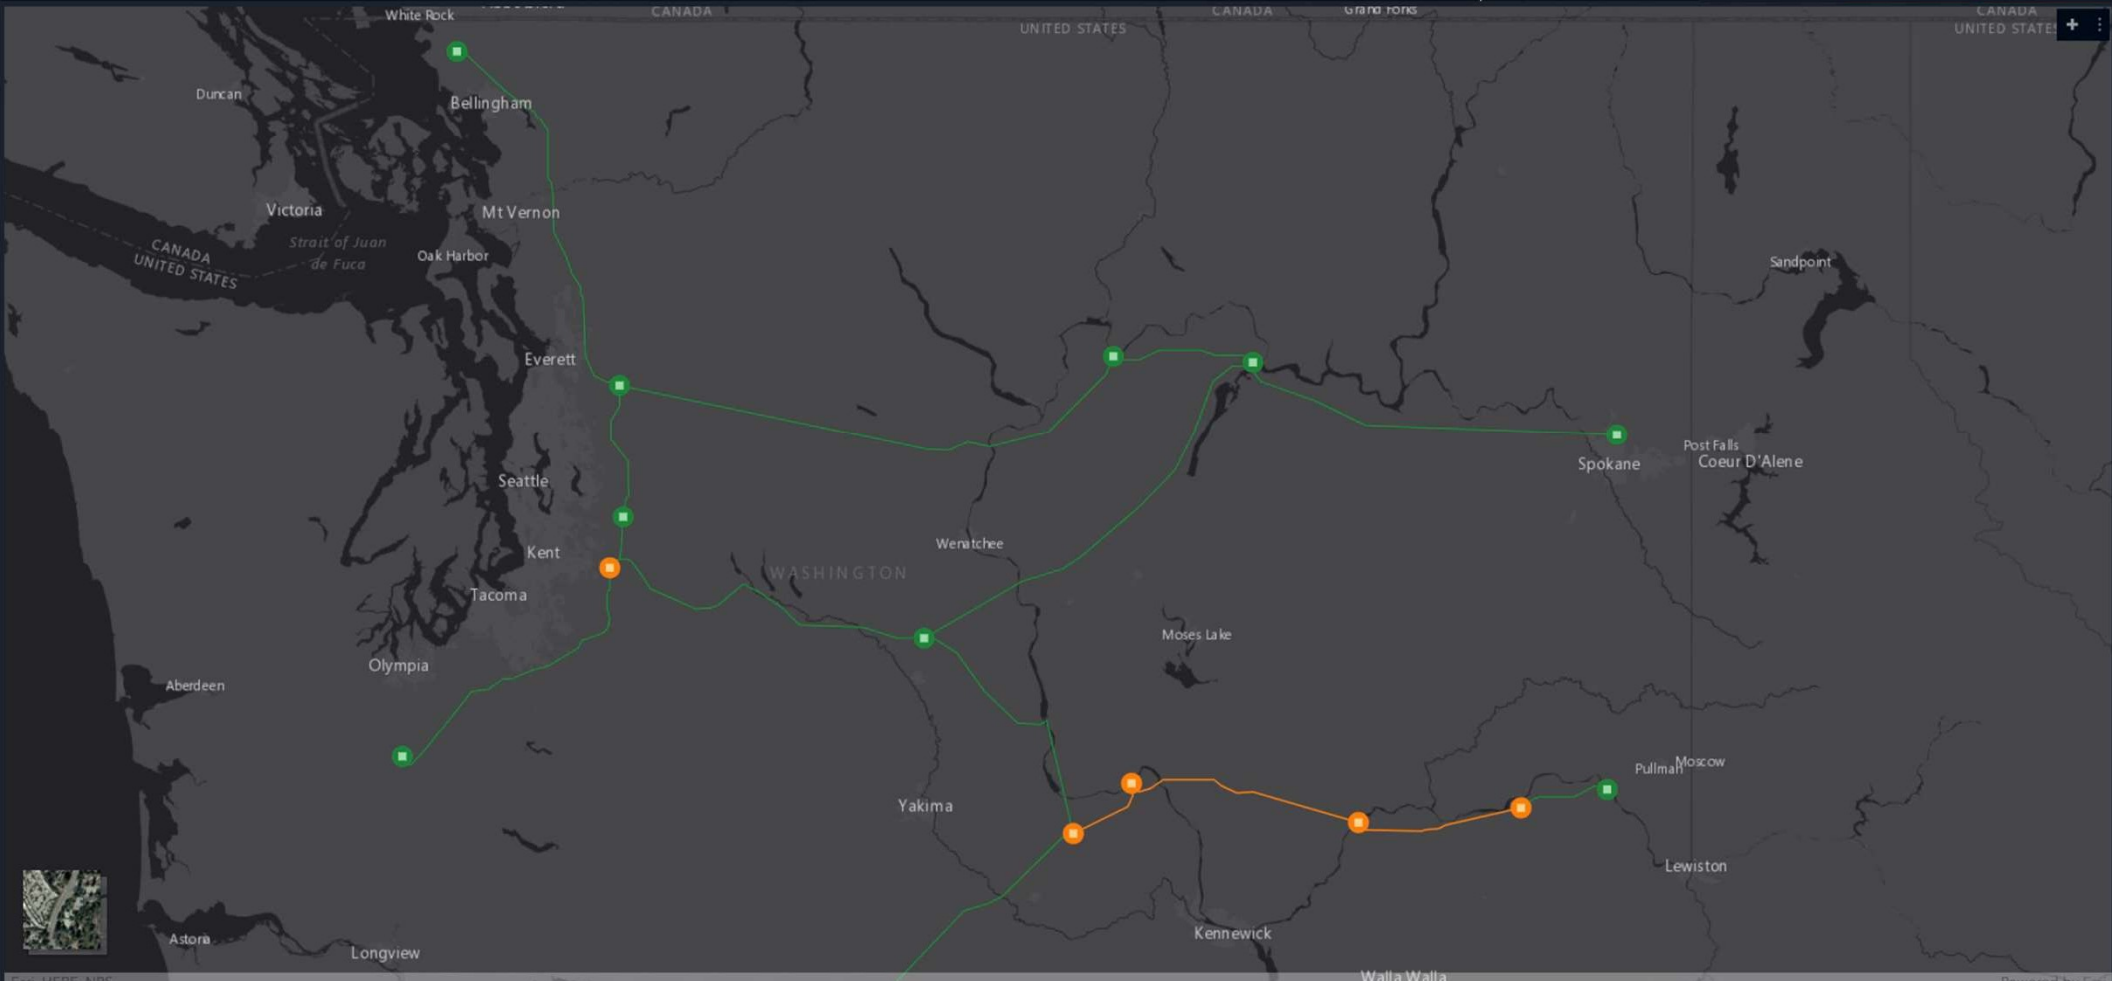 White Rock
CANADA
UNITED STATES
CANADA
Grand Forks
CANADA
UNITED STATES
Duncan
Bellingham
Victoria
Mt Vernon
Strait of Juan
de Fuca
CANADA
UNITED STATES
Oak Harbor
Sandpoint
Everett
Post Falls
Spokane
Coeur D'Alene
Seattle
Kent
Wenatchee
WASHINGTON
Tacoma
Moses Lake
Olympia
Aberdeen
Pullman
Moscow
Yakima
Lewiston
Astoria
Kennewick
Longview
Walla Walla